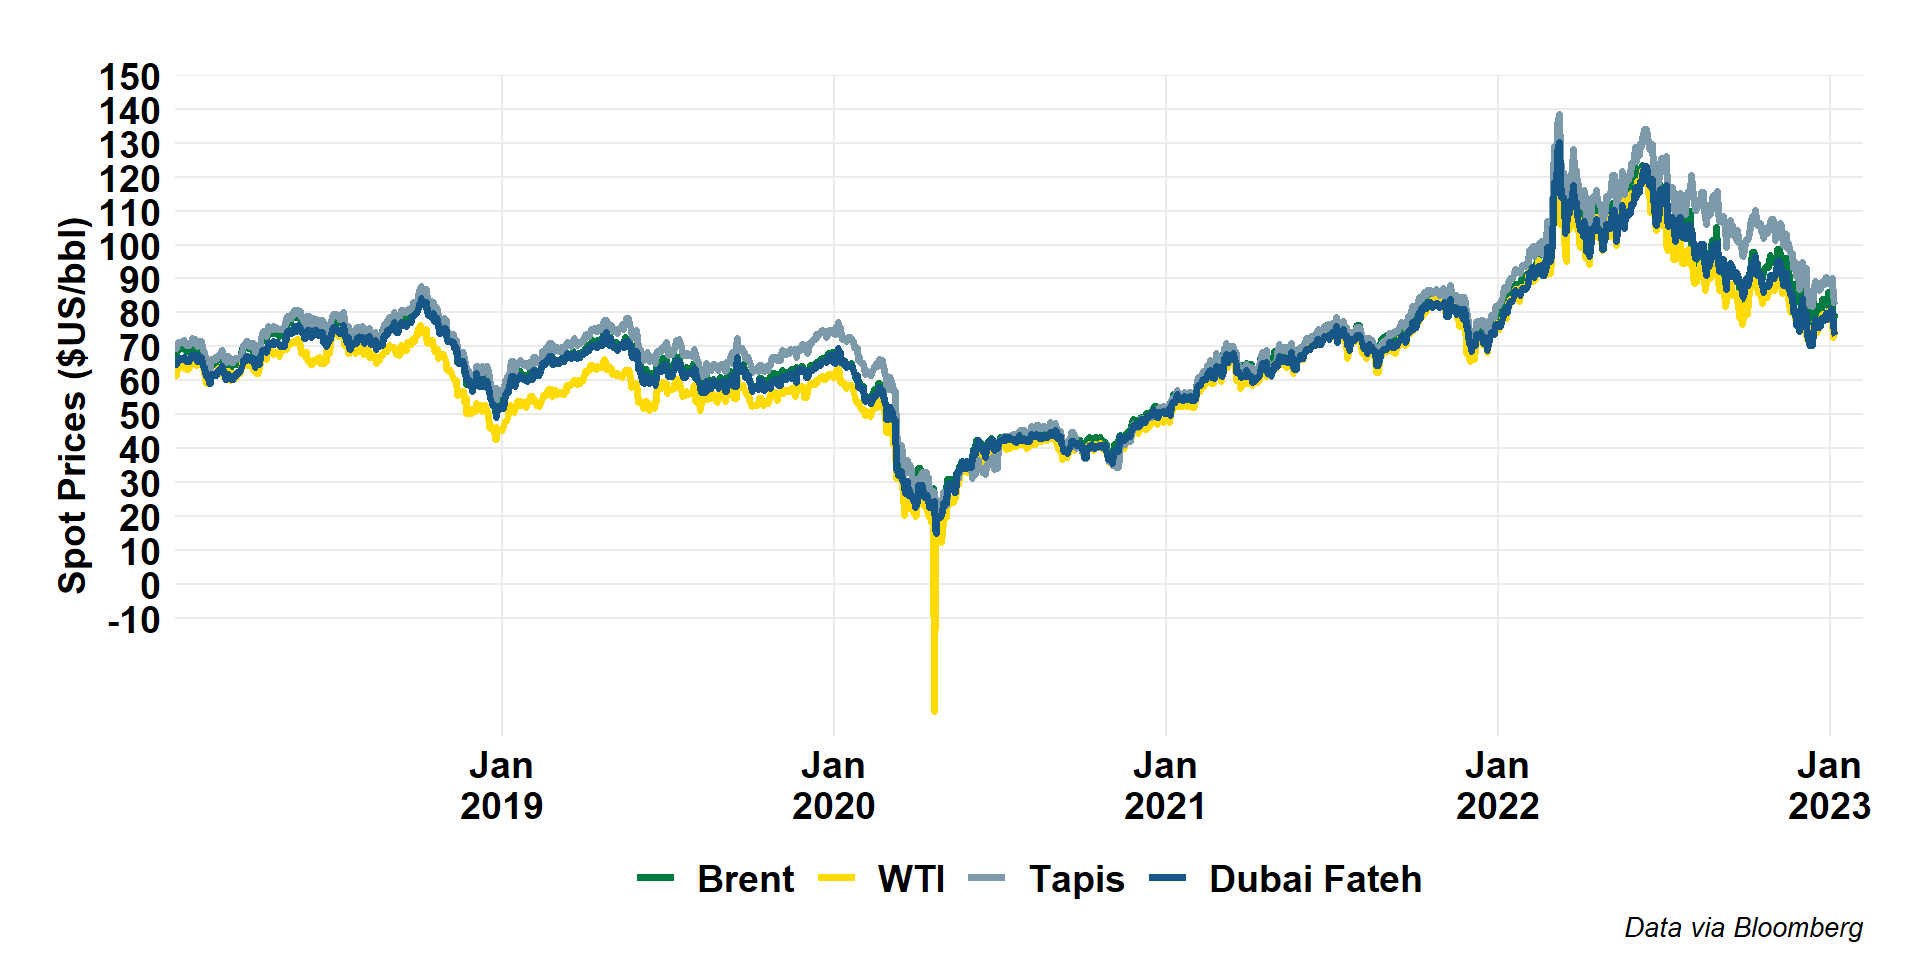 Spot Prices ($US/bbl)
150
140
130
120
110
100
90
80
70
60
50
40
30
20
10
0
-10
Jan 2019
Jan 2020
Jan 2021
Jan 2022
Jan 2023
Brent WTI Tapis Dubai Fateh
Data via Bloomberg